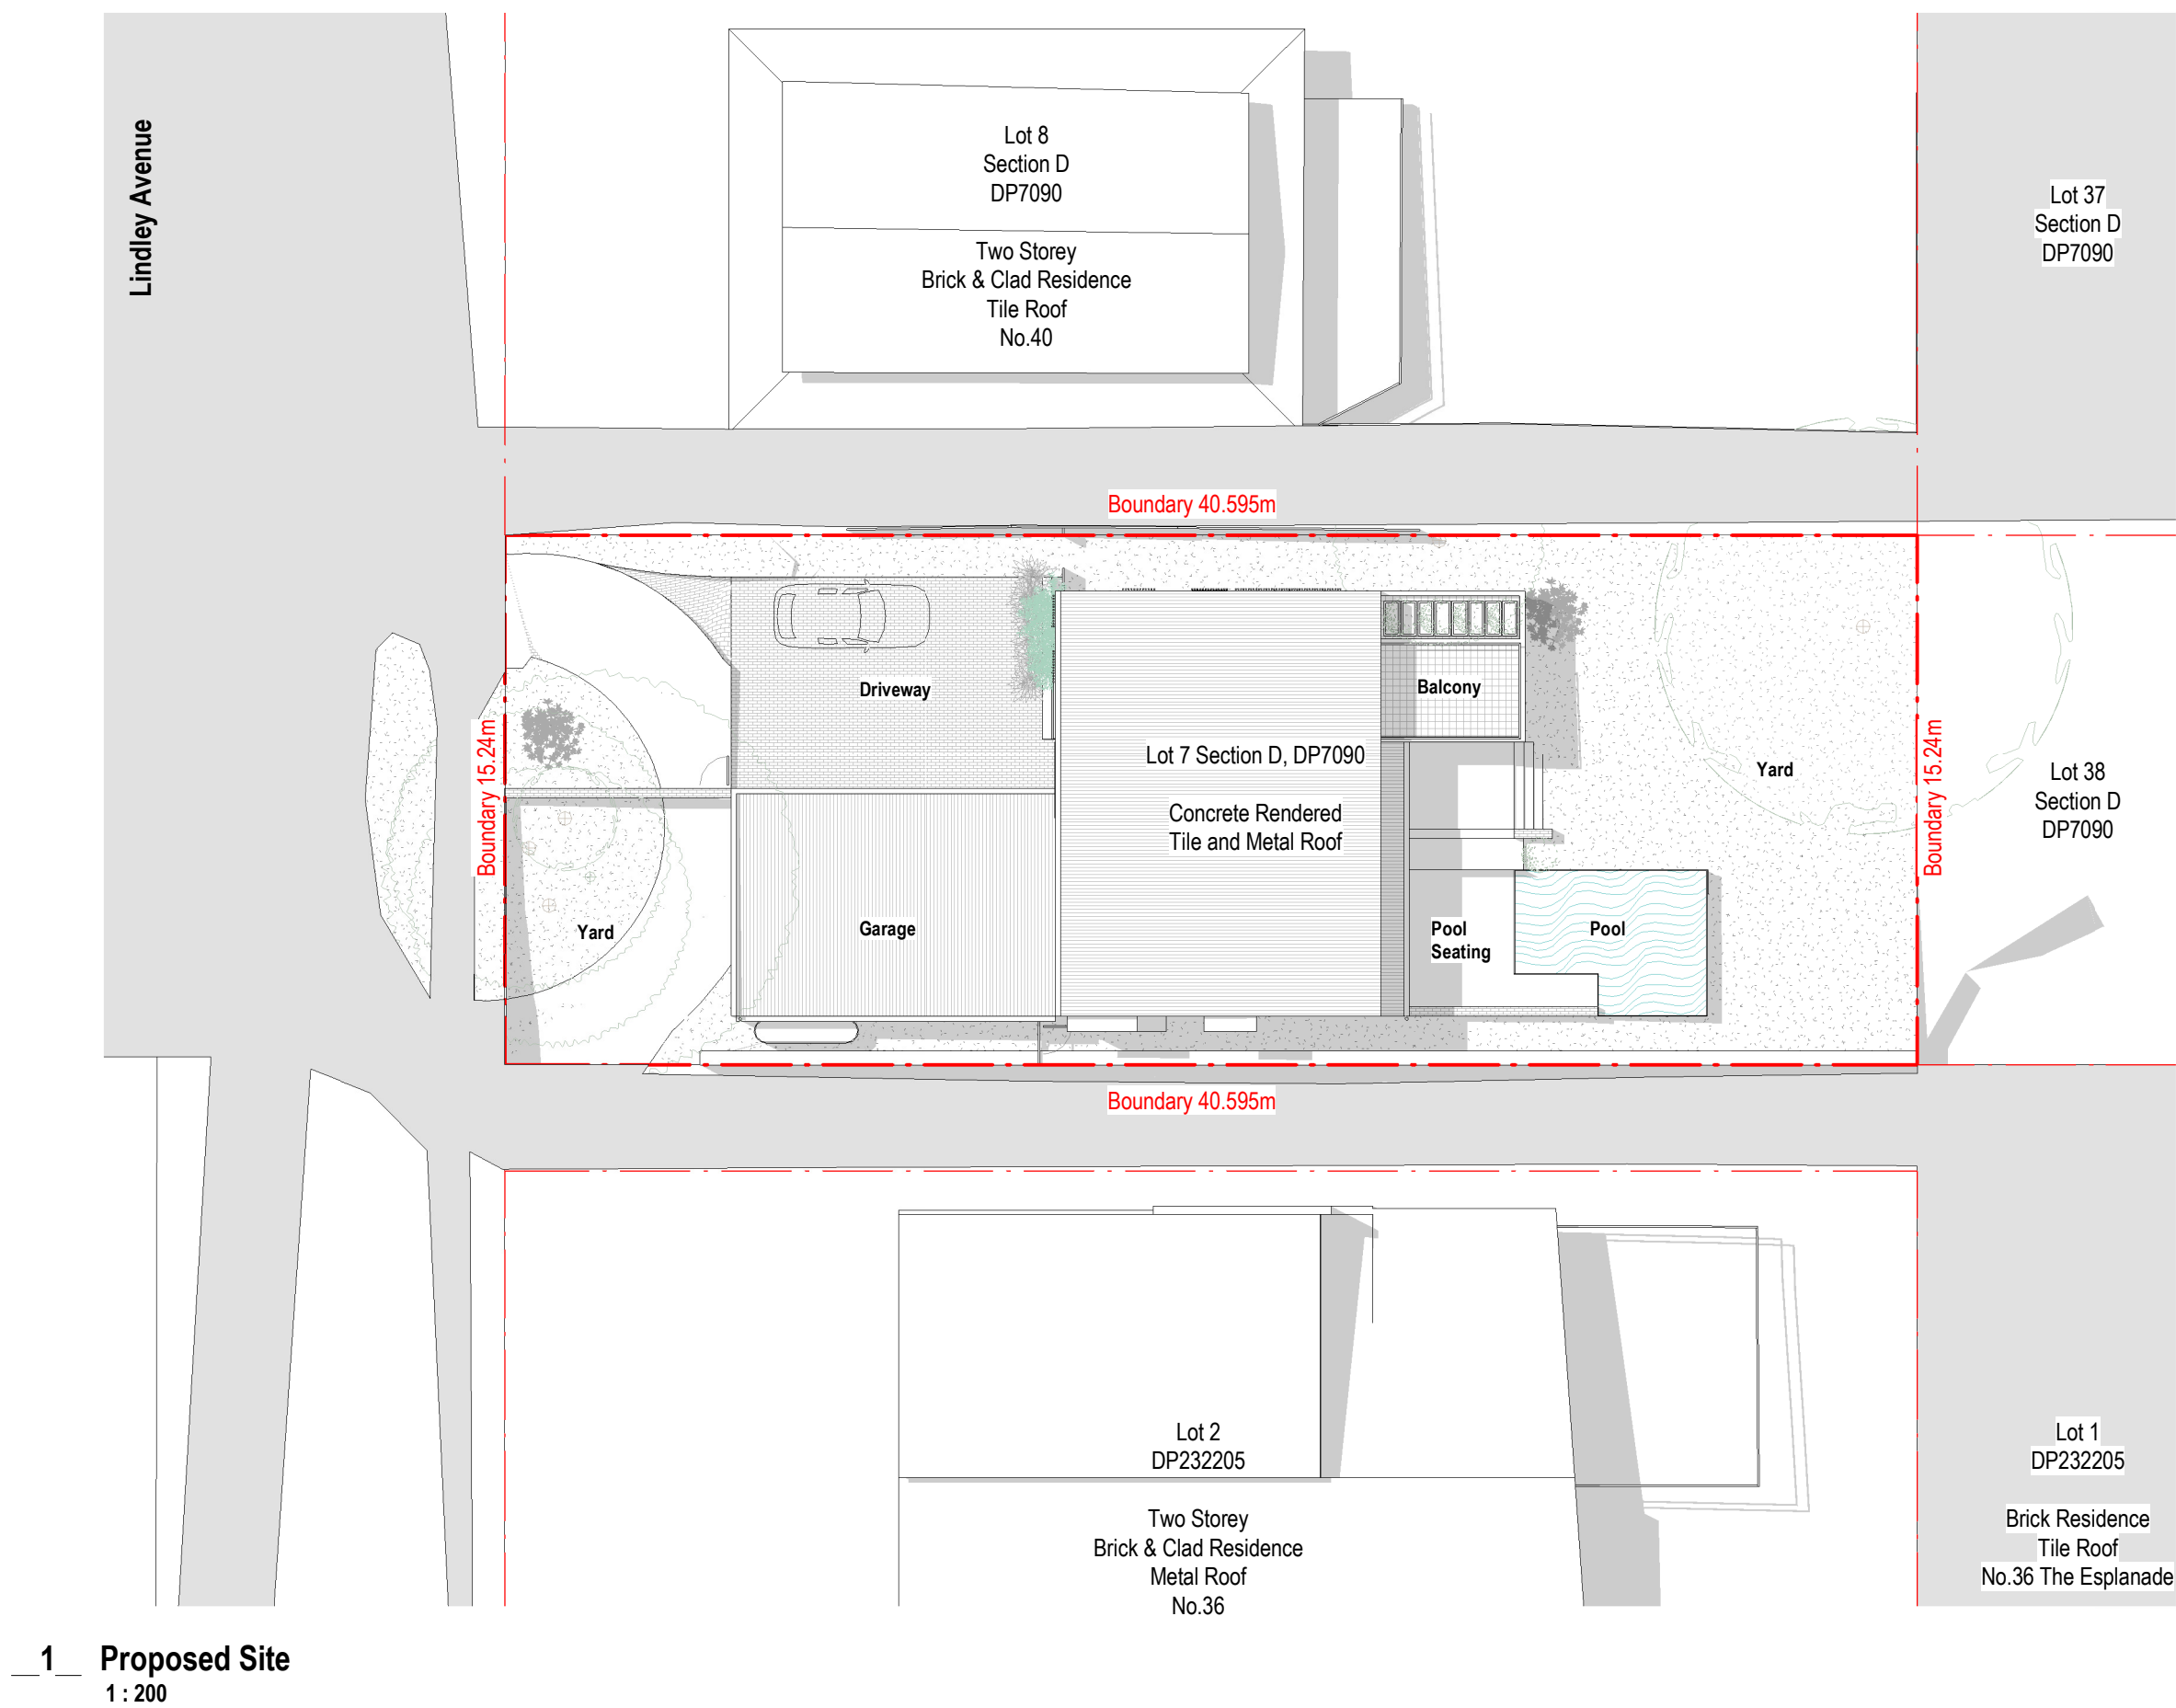 Lindley Avenue
Lot 8
Section D
DP7090
Two Storey
Brick & Clad Residence
Tile Roof
No.40
Lot 37
Section D
DP7090
Boundary 40.595m
Driveway
Balcony
Boundary 15.24m
Lot 7 Section D, DP7090
Concrete Rendered
Tile and Metal Roof
Yard
Boundary 15.24m
Lot 38
Section D
DP7090
Yard
Garage
Pool
Seating
Pool
Boundary 40.595m
Lot 2
DP232205
Two Storey
Brick & Clad Residence
Metal Roof
No.36
Lot 1
DP232205
Brick Residence
Tile Roof
No.36 The Esplanade
1 Proposed Site
1 : 200